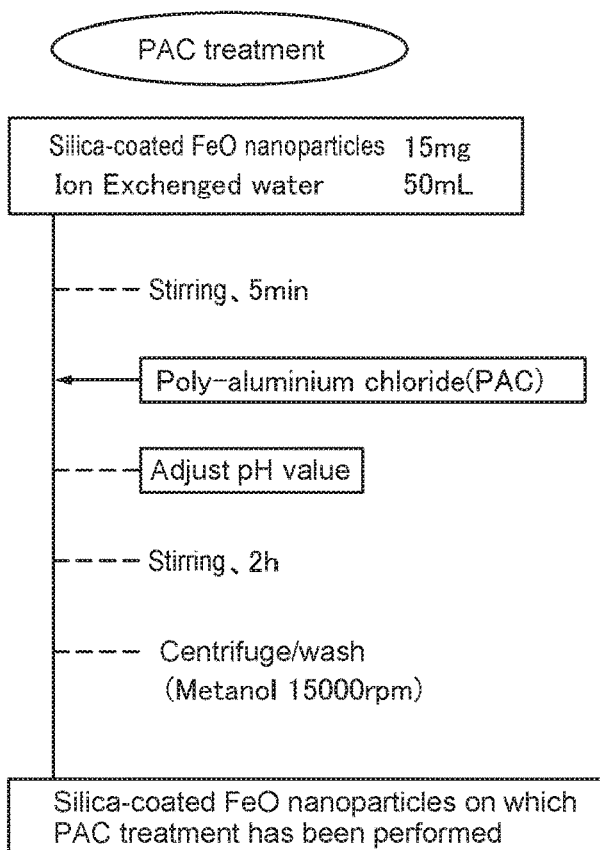 PAC treatment
Silica-coated FeO nanoparticles 15mg
Ion Exchenged water 50mL
Stirring、5min
Poly-aluminium chloride(PAC)
Adjust pH value
Stirring、2h
Centrifuge/wash
(Metanol 15000rpm)
Silica-coated FeO nanoparticles on which
PAC treatment has been performed